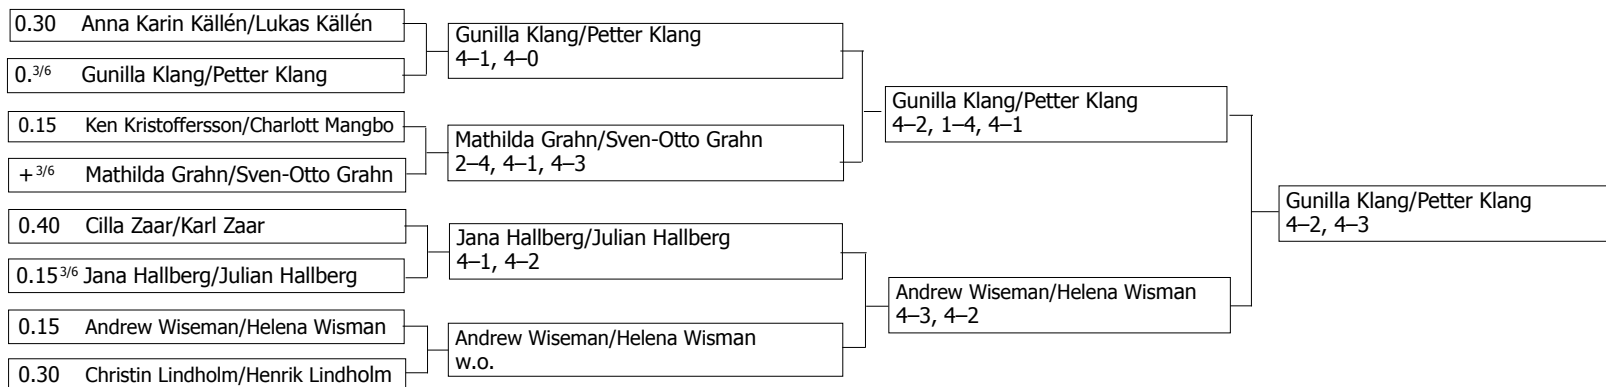 0.30 Anna Karin Källén/Lukas Källén
0.3/6 Gunilla Klang/Petter Klang
0.15 Ken Kristoffersson/Charlott Mangbo
+3/6 Mathilda Grahn/Sven-Otto Grahn
0.40 Cilla Zaar/Karl Zaar
0.153/6 Jana Hallberg/Julian Hallberg
0.15 Andrew Wiseman/Helena Wisman
0.30 Christin Lindholm/Henrik Lindholm
Gunilla Klang/Petter Klang
4–1, 4–0
Mathilda Grahn/Sven-Otto Grahn
2–4, 4–1, 4–3
Jana Hallberg/Julian Hallberg
4–1, 4–2
Andrew Wiseman/Helena Wisman
w.o.
Gunilla Klang/Petter Klang
4–2, 1–4, 4–1
Andrew Wiseman/Helena Wisman
4–3, 4–2
Gunilla Klang/Petter Klang
4–2, 4–3